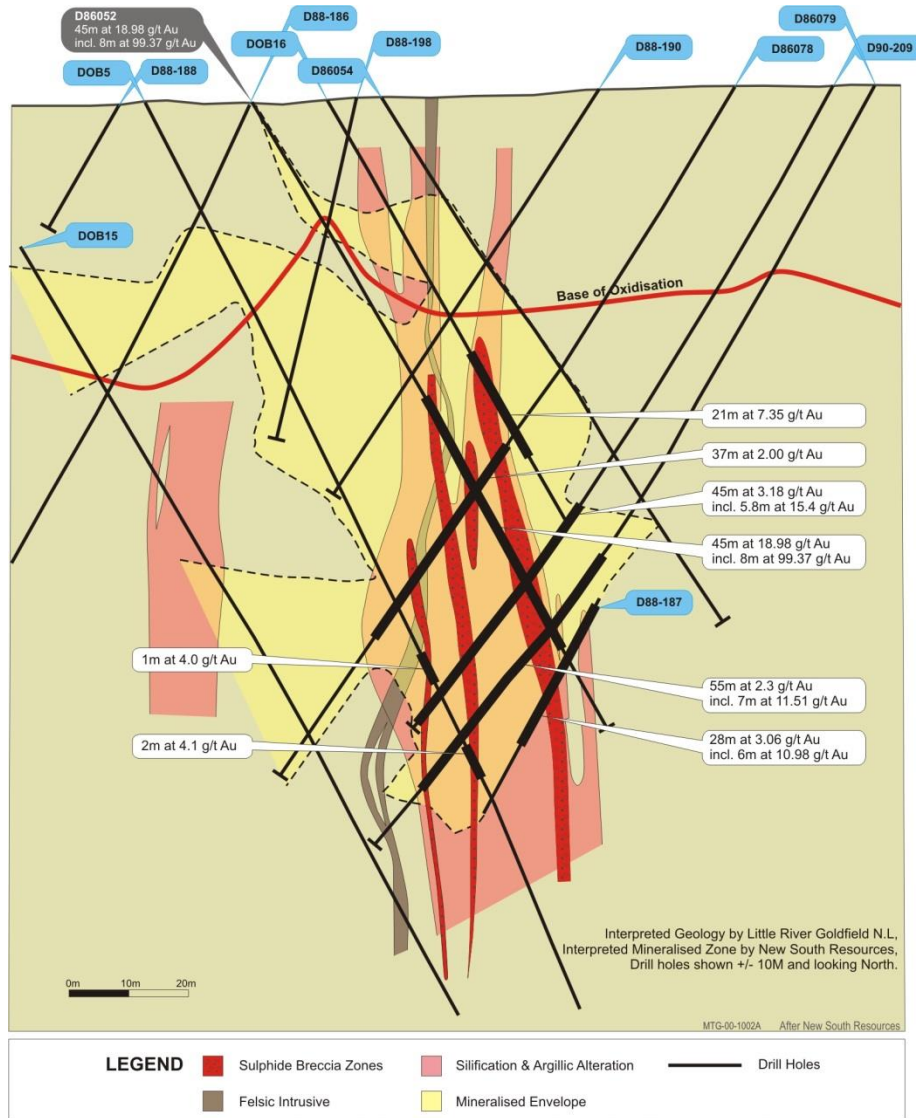 D86052
45m at 18.98 g/t Au
incl. 8m at 99.37 g/t Au
DOB5
D88-188
D88-186
DOB16
D86054
D88-198
D88-190
D86079
D86078
D90-209
DOB15
Base of Oxidisation
21m at 7.35 g/t Au
37m at 2.00 g/t Au
45m at 3.18 g/t Au
incl. 5.8m at 15.4 g/t Au
45m at 18.98 g/t Au
incl. 8m at 99.37 g/t Au
D88-187
1m at 4.0 g/t Au
55m at 2.3 g/t Au
incl. 7m at 11.51 g/t Au
2m at 4.1 g/t Au
28m at 3.06 g/t Au
incl. 6m at 10.98 g/t Au
Interpreted Geology by Little River Goldfield N.L,
Interpreted Mineralised Zone by New South Resources,
Drill holes shown +/- 10M and looking North.
0m 10m 20m
MTG-00-1002A After New South Resources
LEGEND
Sulphide Breccia Zones
Silification & Argillic Alteration
Drill Holes
Felsic Intrusive
Mineralised Envelope